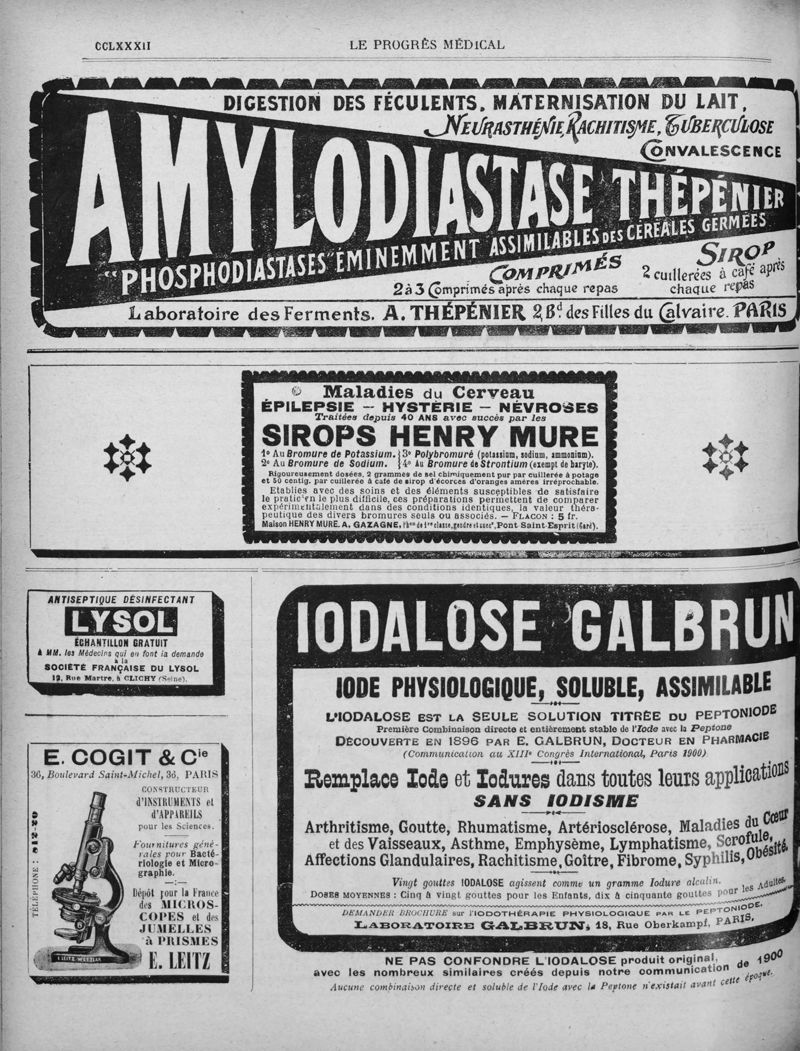 CCLXXXII
LE PROGRÈS MÉDICAL
DIGESTION DES FÉCULENTS, MATERNISATION DU LAIT,
NEURASTHÉNIE, RACHITISME, TUBERCULOSE
CONVALESCENCE
AMYLODIASTASE THÉPÉNIER
"PHOSPHODIASTASES" ÉMINEMMENT ASSIMILABLES DES CÉRÉALES GERMÉES
COMPRIMÉS
2 à 3 Comprimés après chaque repas
SIROP
2 cuillerées à café après
chaque repas
Laboratoire des Ferments. A. THÉPÉNIER 2, Bd des Filles du Calvaire. PARIS
Maladies du Cerveau
ÉPILEPSIE — HYSTÉRIE — NÉVROSES
Traitées depuis 40 ANS avec succès par les
SIROPS HENRY MURE
1º Au Bromure de Potassium. 3º Polybromuré (potassium, sodium, ammonium).
2º Au Bromure de Sodium. 4º Au Bromure de Strontium (exempt de baryte).
Rigoureusement dosées, 2 grammes de sel chimiquement pur par cuillerée à potage
et 50 centig. par cuillerée à café de sirop d'écorces d'oranges amères irréprochable.
Etablies avec des soins et des éléments susceptibles de satisfaire
le praticien le plus difficile, ces préparations permettent de comparer
expérimentalement dans des conditions identiques, la valeur théra-
peutique des divers bromures seuls ou associés. — FLACON : 5 fr.
Maison HENRY MURE. A. GAZAGNE, Phen de 1re classe, gendre et succr, Pont Saint-Esprit (Gard).
ANTISEPTIQUE DÉSINFECTANT
LYSOL
ÉCHANTILLON GRATUIT
à MM. les Médecins qui en font la demande
à la
SOCIÉTÉ FRANÇAISE DU LYSOL
12, Rue Martre, à CLICHY (Seine).
E. COGIT & Cie
36, Boulevard Saint-Michel, 36, PARIS
CONSTRUCTEUR
d'INSTRUMENTS et
d'APPAREILS
pour les Sciences.
Fournitures géné-
rales pour Bacté-
riologie et Micro-
graphie.
Dépôt pour la France
des MICROS-
COPES et des
JUMELLES
à PRISMES
E. LEITZ
TÉLÉPHONE : 812-20
E. LEITZ WETZLAR
IODALOSE GALBRUN
IODE PHYSIOLOGIQUE, SOLUBLE, ASSIMILABLE
L'IODALOSE EST LA SEULE SOLUTION TITRÉE DU PEPTONIODE
Première Combinaison directe et entièrement stable de l'Iode avec la Peptone
DÉCOUVERTE EN 1896 PAR E. GALBRUN, DOCTEUR EN PHARMACIE
(Communication au XIIIe Congrès International, Paris 1900)
Remplace Iode et Iodures dans toutes leurs applications
SANS IODISME
Arthritisme, Goutte, Rhumatisme, Artériosclérose, Maladies du Cœur
et des Vaisseaux, Asthme, Emphysème, Lymphatisme, Scrofule,
Affections Glandulaires, Rachitisme, Goître, Fibrome, Syphilis, Obésité.
Vingt gouttes IODALOSE agissent comme un gramme Iodure alcalin.
DOSES MOYENNES : Cinq à vingt gouttes pour les Enfants, dix à cinquante gouttes pour les Adultes.
DEMANDER BROCHURE sur l'IODOTHÉRAPIE PHYSIOLOGIQUE PAR LE PEPTONIODE.
LABORATOIRE GALBRUN, 18, Rue Oberkampf, PARIS.
NE PAS CONFONDRE L'IODALOSE produit original,
avec les nombreux similaires créés depuis notre communication de 1900
Aucune combinaison directe et soluble de l'Iode avec la Peptone n'existait avant cette époque.